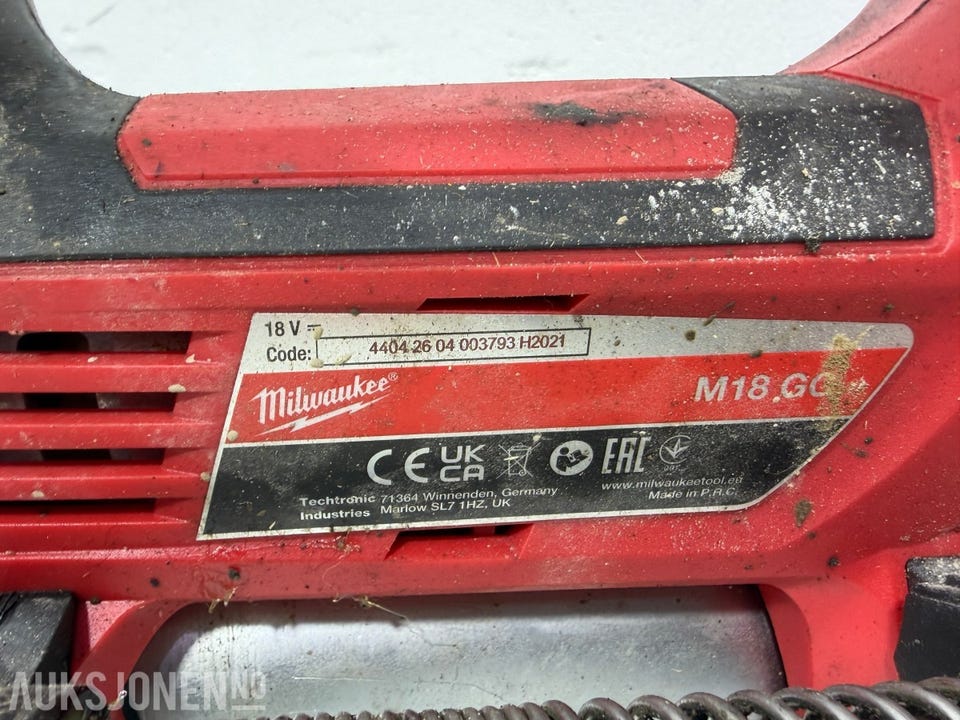 18 V ⎓
Code: 4404 26 04 003793 H2021
Milwaukee®
M18 GG
CE UK CA EAC
Techtronic 71364 Winnenden, Germany
Industries Marlow SL7 1HZ, UK
www.milwaukeetool.eu
Made in P.R.C.
AUKSJONEN.NO